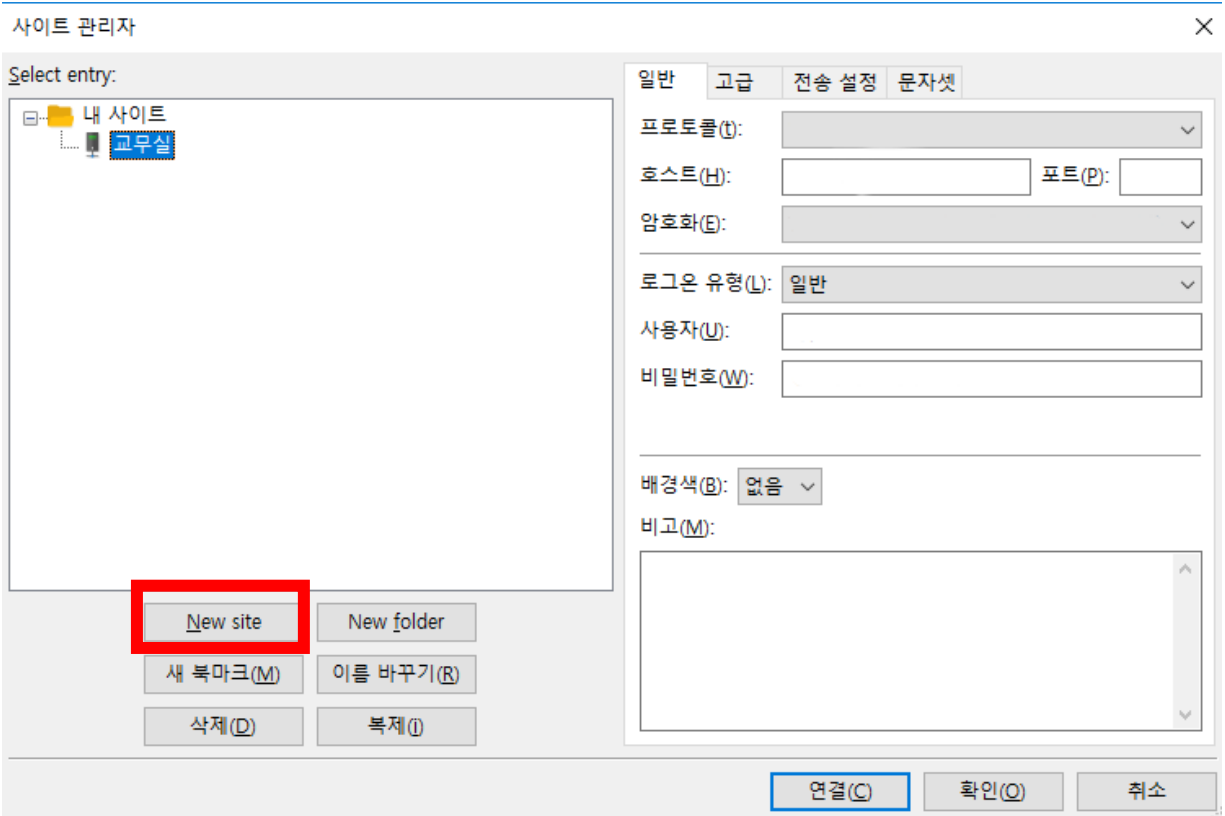 사이트 관리자
Select entry:
내 사이트
교무실
New site
New folder
새 북마크(M)
이름 바꾸기(R)
삭제(D)
복제(i)
일반
고급
전송 설정
문자셋
프로토콜(t):
호스트(H):
포트(P):
암호화(E):
로그온 유형(L):
일반
사용자(U):
비밀번호(W):
배경색(B):
없음
비고(M):
연결(C)
확인(O)
취소